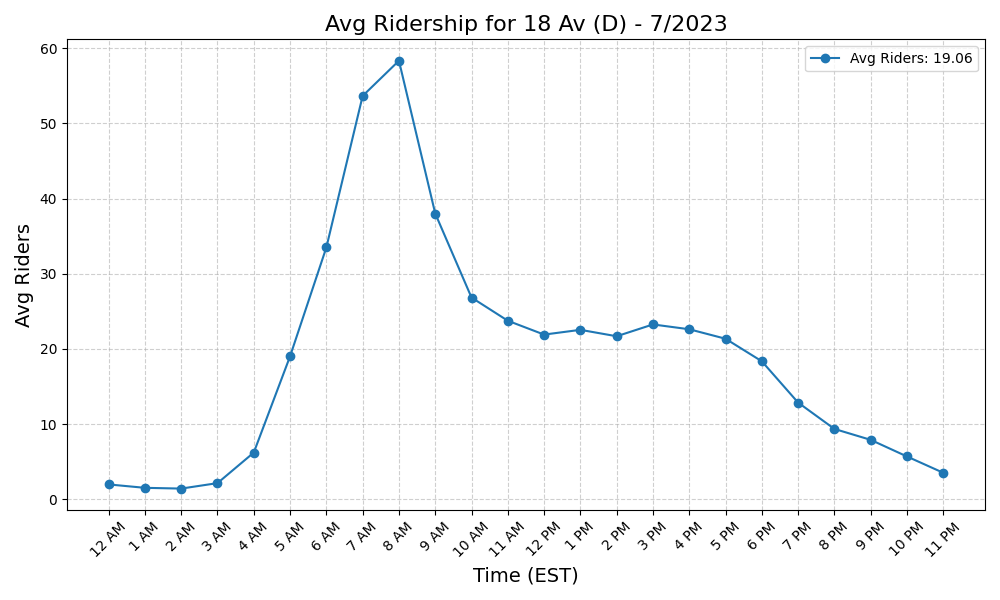 Avg Ridership for 18 Av (D) - 7/2023
Avg Riders: 19.06
Avg Riders
60
50
40
30
20
10
0
12 AM
1 AM
2 AM
3 AM
4 AM
5 AM
6 AM
7 AM
8 AM
9 AM
10 AM
11 AM
12 PM
1 PM
2 PM
3 PM
4 PM
5 PM
6 PM
7 PM
8 PM
9 PM
10 PM
11 PM
Time (EST)